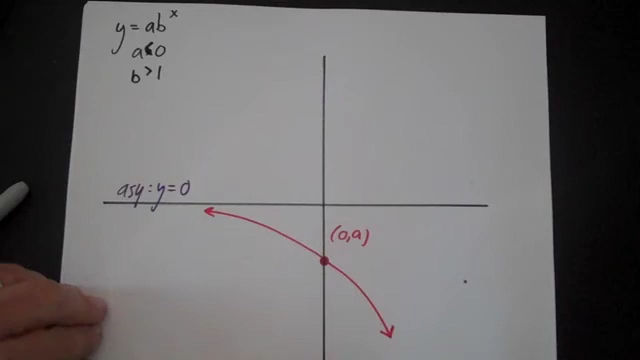 y = ab^x
a < 0
b > 1
asy: y = 0
(0, a)